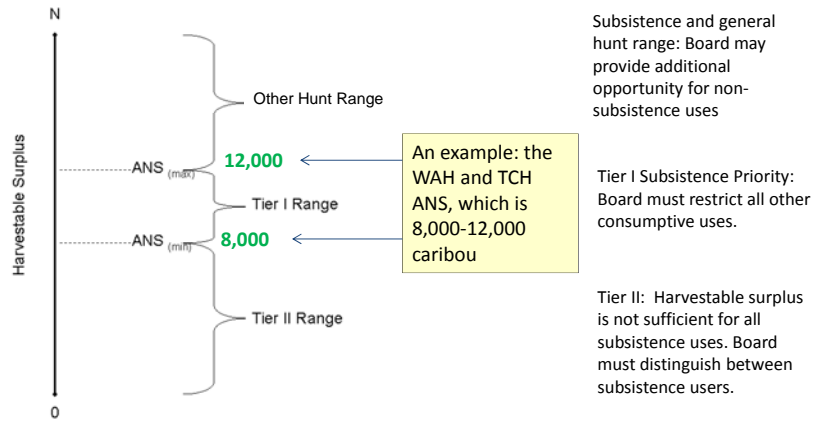 N
Harvestable Surplus
Other Hunt Range
ANS (max)
12,000
Tier I Range
ANS (min)
8,000
Tier II Range
0
An example: the
WAH and TCH
ANS, which is
8,000-12,000
caribou
Subsistence and general
hunt range: Board may
provide additional
opportunity for non-
subsistence uses
Tier I Subsistence Priority:
Board must restrict all other
consumptive uses.
Tier II:  Harvestable surplus
is not sufficient for all
subsistence uses. Board
must distinguish between
subsistence users.